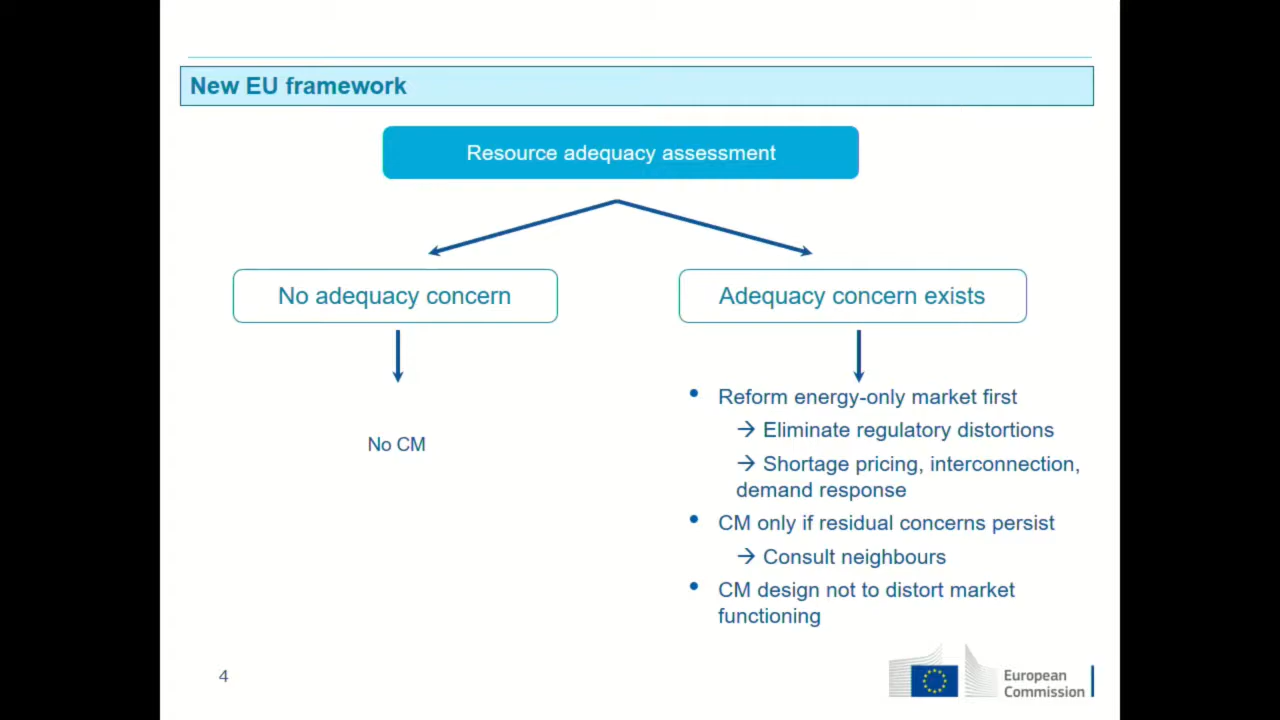 New EU framework
Resource adequacy assessment
No adequacy concern
Adequacy concern exists
No CM
• Reform energy-only market first
→ Eliminate regulatory distortions
→ Shortage pricing, interconnection,
demand response
• CM only if residual concerns persist
→ Consult neighbours
• CM design not to distort market
functioning
4
European
Commission